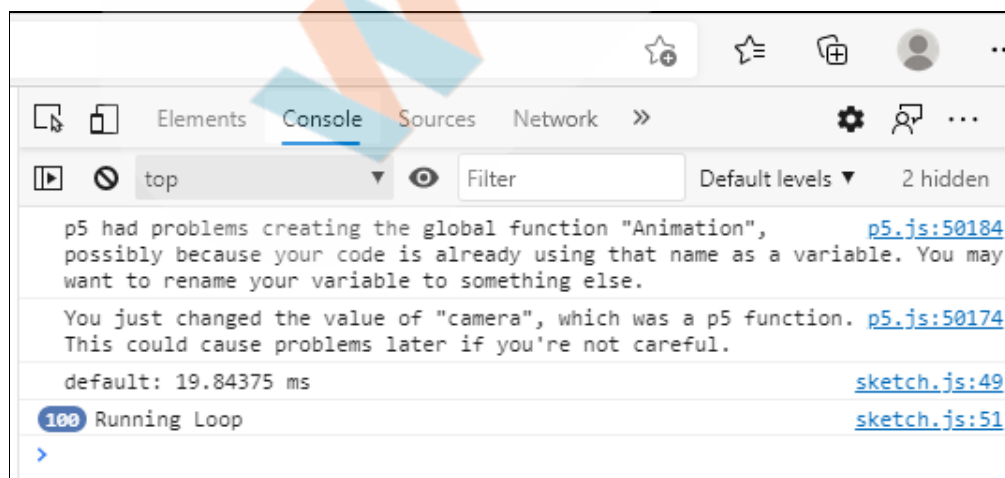 Elements Console Sources Network »
top Filter Default levels ▼ 2 hidden
p5 had problems creating the global function "Animation", p5.js:50184
possibly because your code is already using that name as a variable. You may
want to rename your variable to something else.
You just changed the value of "camera", which was a p5 function. p5.js:50174
This could cause problems later if you're not careful.
default: 19.84375 ms sketch.js:49
100 Running Loop sketch.js:51
>